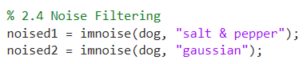 % 2.4 Noise Filtering
noised1 = imnoise(dog, "salt & pepper");
noised2 = imnoise(dog, "gaussian");